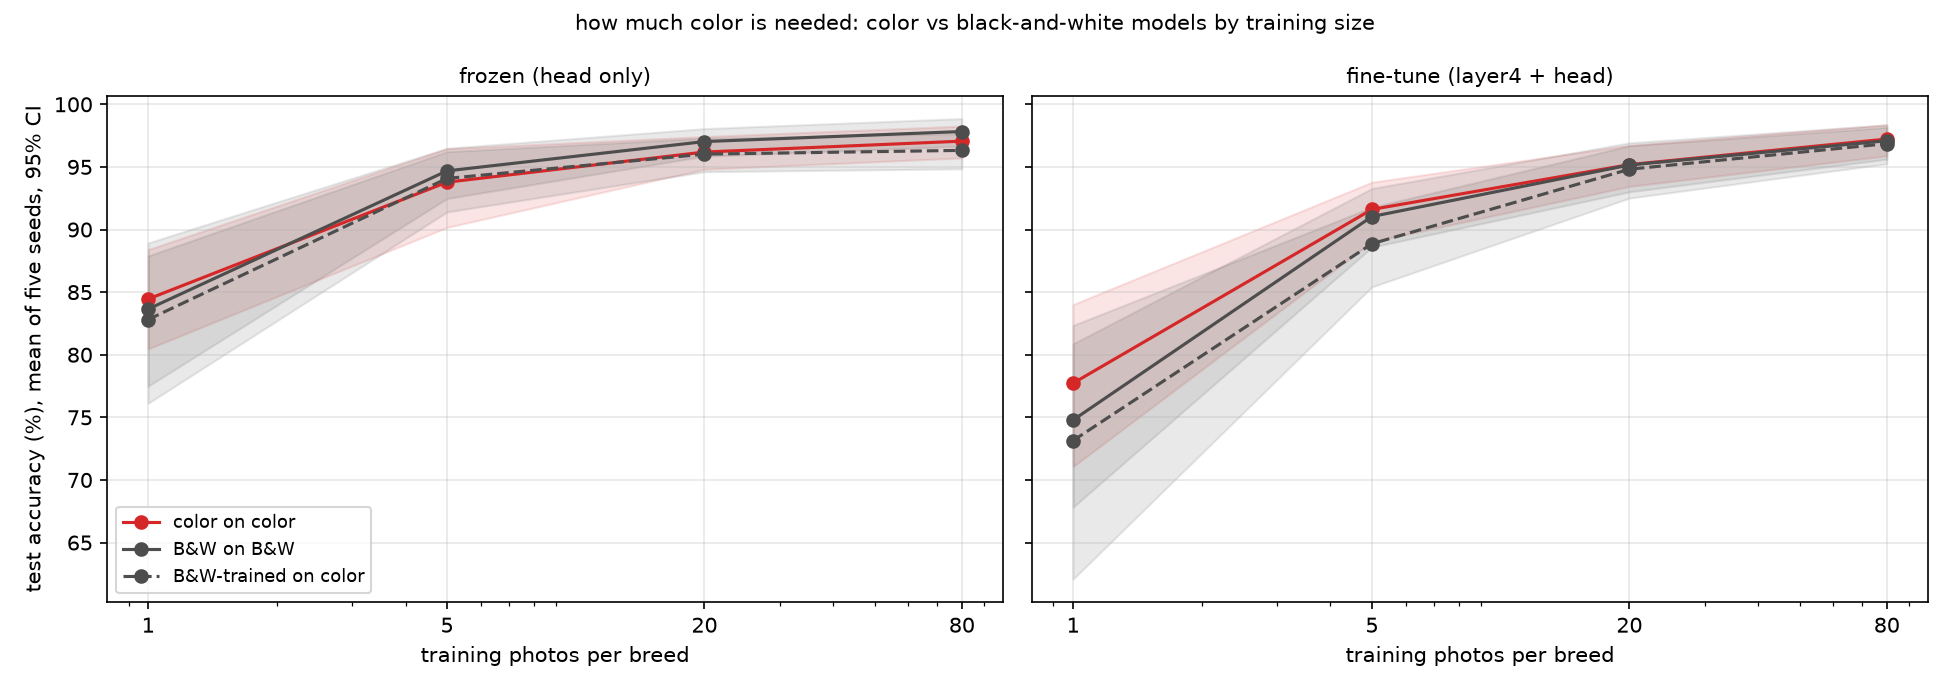 how much color is needed: color vs black-and-white models by training size
frozen (head only)
test accuracy (%), mean of five seeds, 95% CI
100
95
90
85
80
75
70
65
color on color
B&W on B&W
B&W-trained on color
1 5 20 80
training photos per breed
fine-tune (layer4 + head)
1 5 20 80
training photos per breed